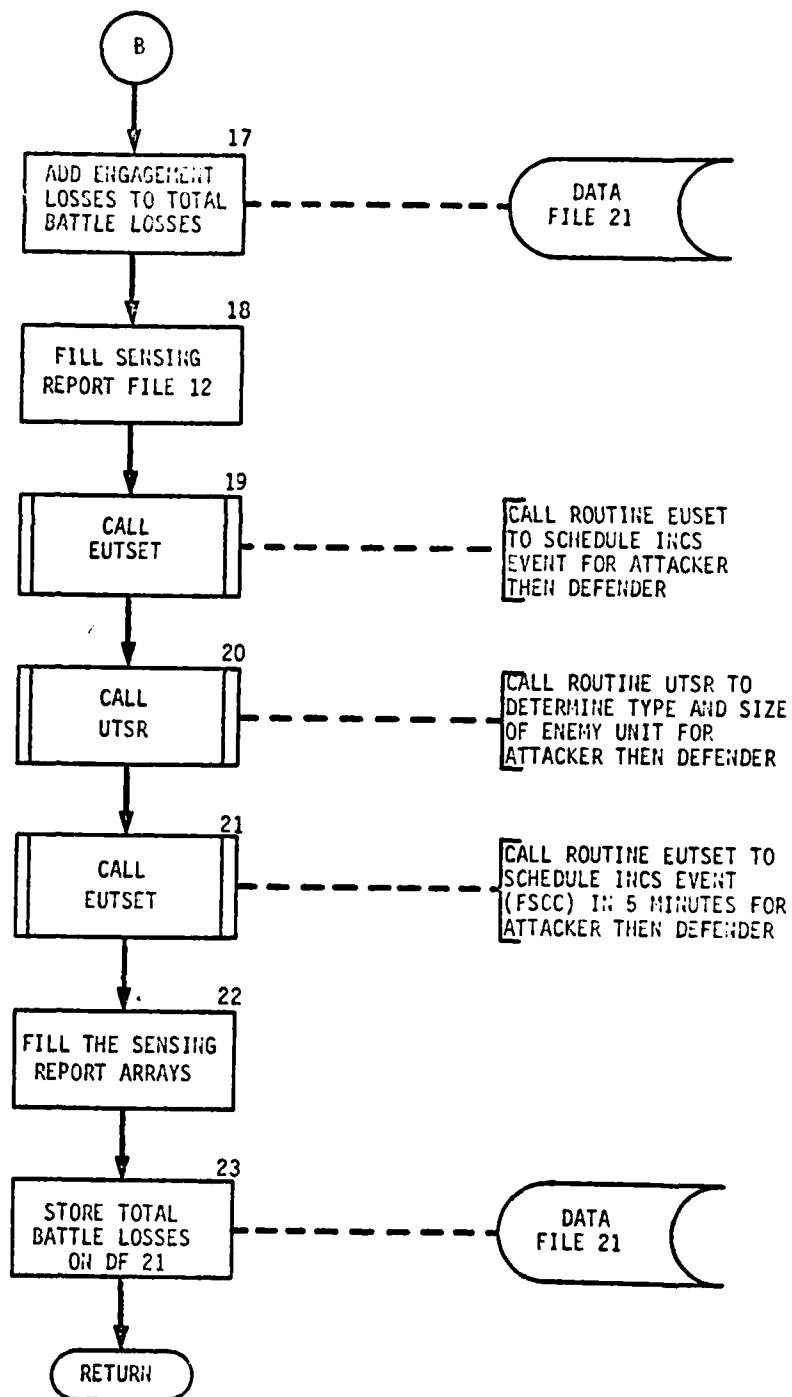 B
17
ADD ENGAGEMENT
LOSSES TO TOTAL
BATTLE LOSSES
DATA
FILE 21
18
FILL SENSING
REPORT FILE 12
19
CALL
EUTSET
CALL ROUTINE EUSET
TO SCHEDULE INCS
EVENT FOR ATTACKER
THEN DEFENDER
20
CALL
UTSR
CALL ROUTINE UTSR TO
DETERMINE TYPE AND SIZE
OF ENEMY UNIT FOR
ATTACKER THEN DEFENDER
21
CALL
EUTSET
CALL ROUTINE EUTSET TO
SCHEDULE INCS EVENT
(FSCC) IN 5 MINUTES FOR
ATTACKER THEN DEFENDER
22
FILL THE SENSING
REPORT ARRAYS
23
STORE TOTAL
BATTLE LOSSES
ON DF 21
DATA
FILE 21
RETURN